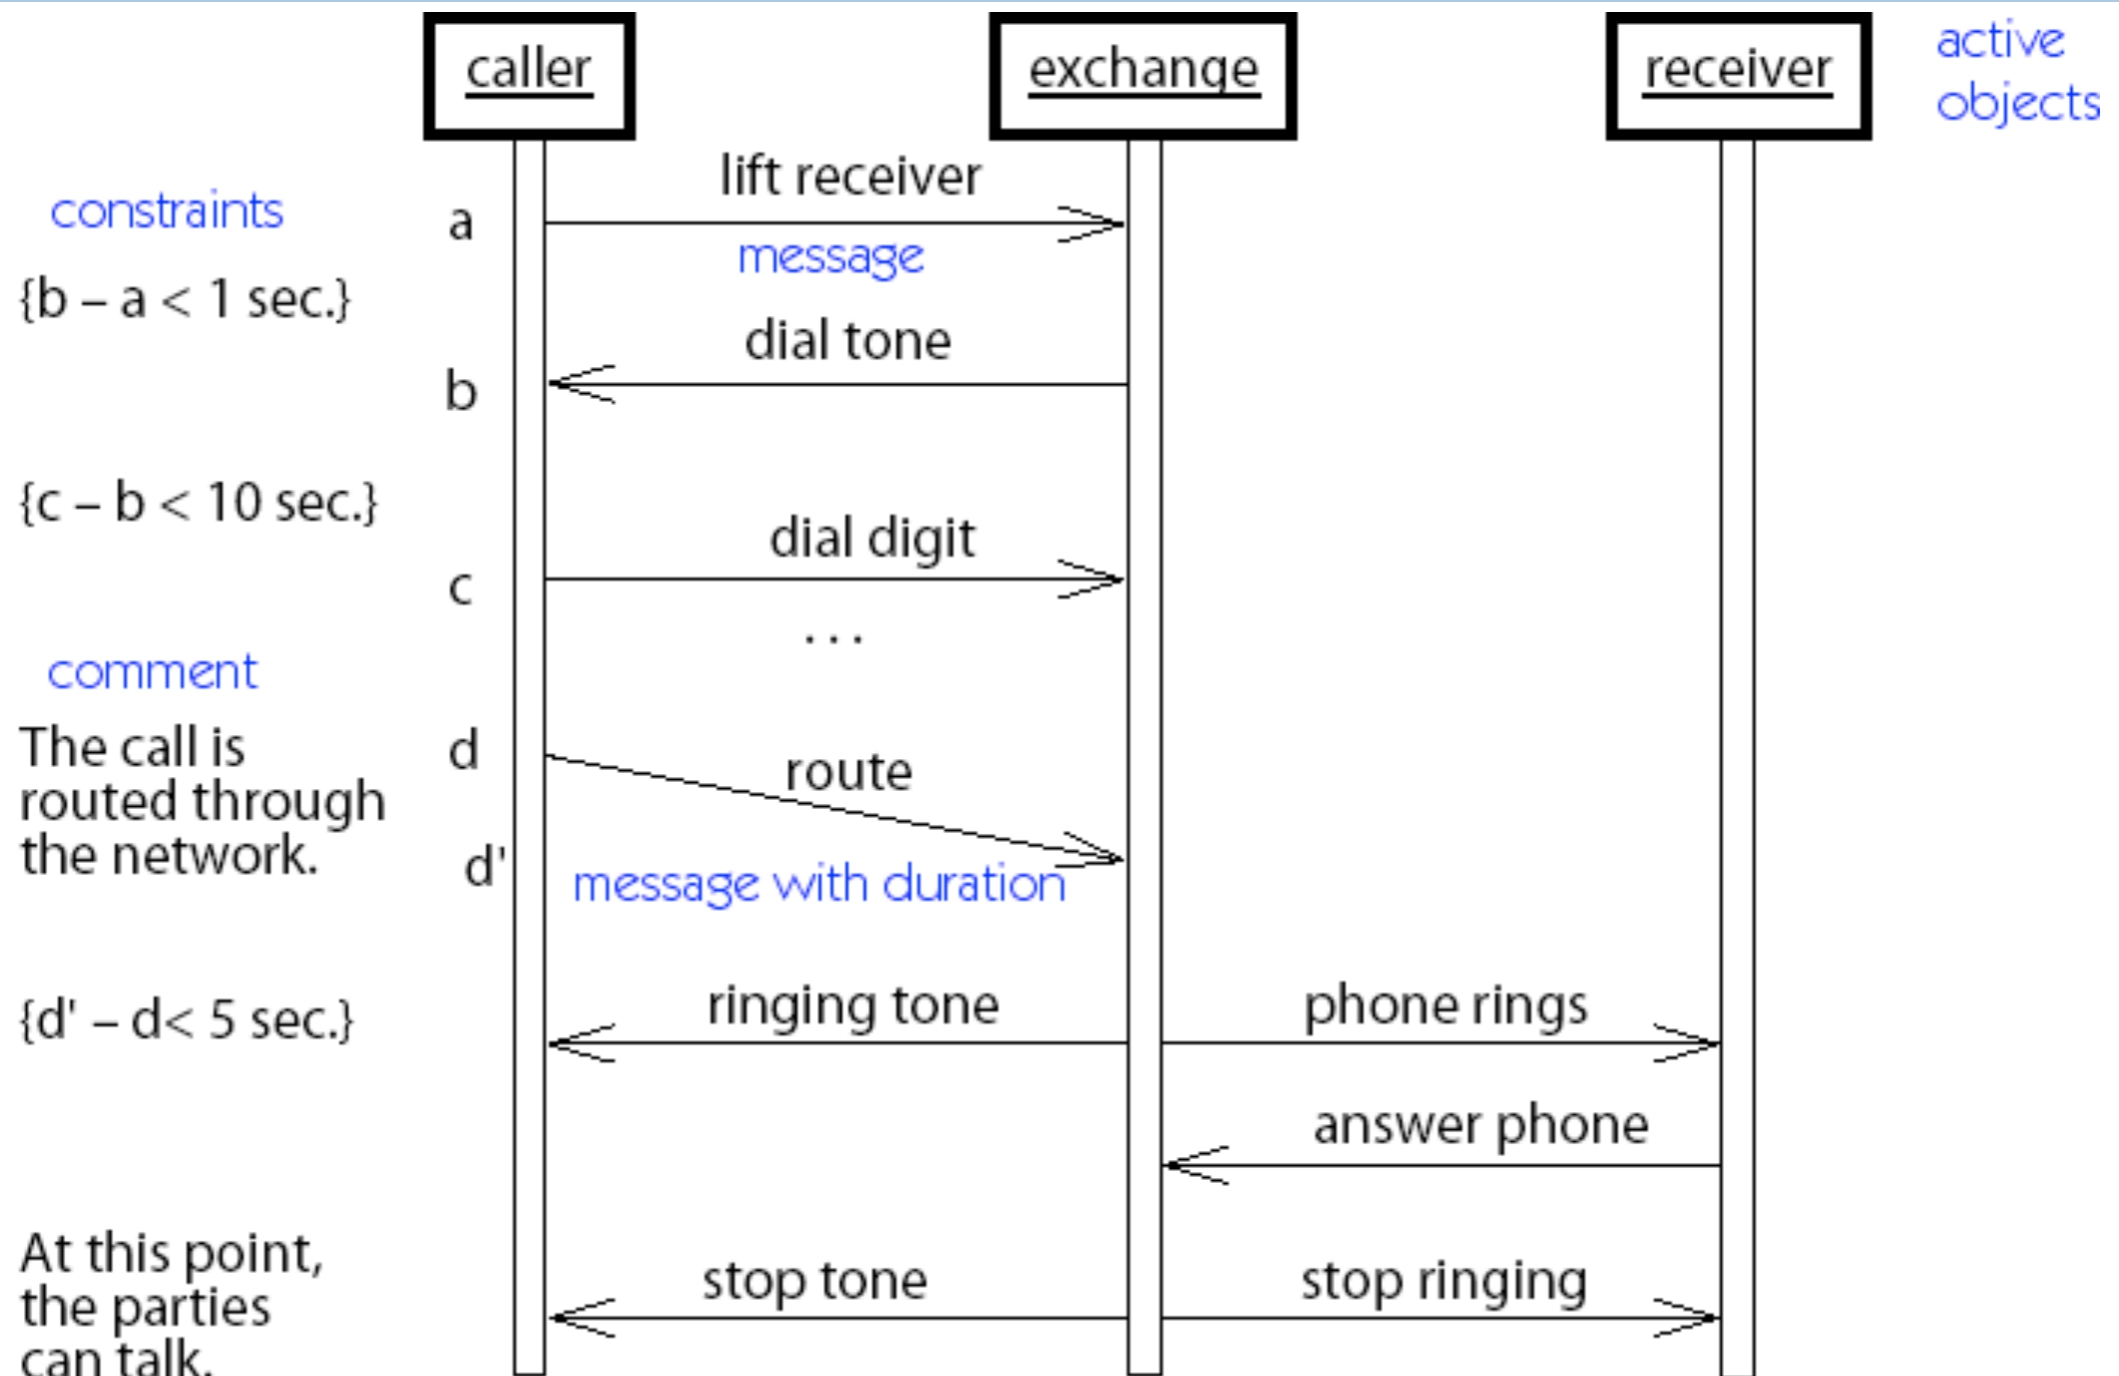 caller
exchange
receiver
active
objects
lift receiver
constraints
a
message
{b – a < 1 sec.}
dial tone
b
{c – b < 10 sec.}
dial digit
c
...
comment
The call is
routed through
the network.
d
route
d'
message with duration
{d' – d< 5 sec.}
ringing tone
phone rings
answer phone
At this point,
the parties
can talk.
stop tone
stop ringing